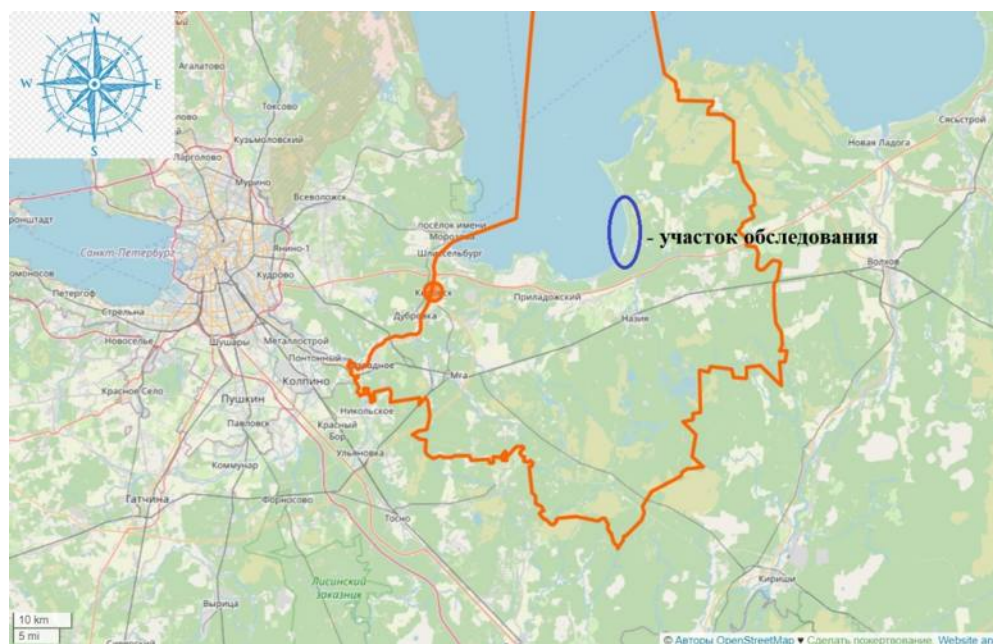 N
W
E
S
Агалатово
Токсово
Кузьмоловский
Парголово
Мурино
Всеволожск
посёлок имени
Морозова
Шлиссельбург
Сясьстрой
Новая Ладога
- участок обследования
Волхов
Санкт-Петербург
Янино-1
Кудрово
Петергоф
Стрельна
Новоселье
Шушары
Металлострой
Понтонный
Дубровка
Приладожский
Назия
Колпино
Мга
Красное Село
Пушкин
Никольское
Павловск
Красный
Бор
Ульяновка
Коммунар
Гатчина
Форносово
Тосно
Лисинский
заказник
Кириши
Вырица
10 km
5 mi
© Авторы OpenStreetMap ♥ Сделать пожертвование. Website an